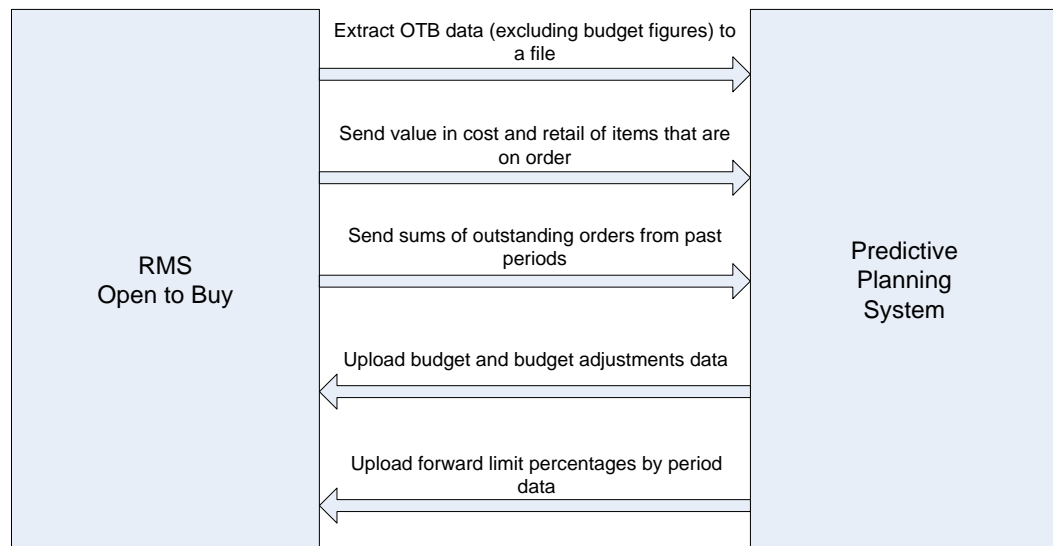 Extract OTB data (excluding budget figures) to
a file
Send value in cost and retail of items that are
on order
Send sums of outstanding orders from past
periods
RMS
Open to Buy
Predictive
Planning
System
Upload budget and budget adjustments data
Upload forward limit percentages by period
data